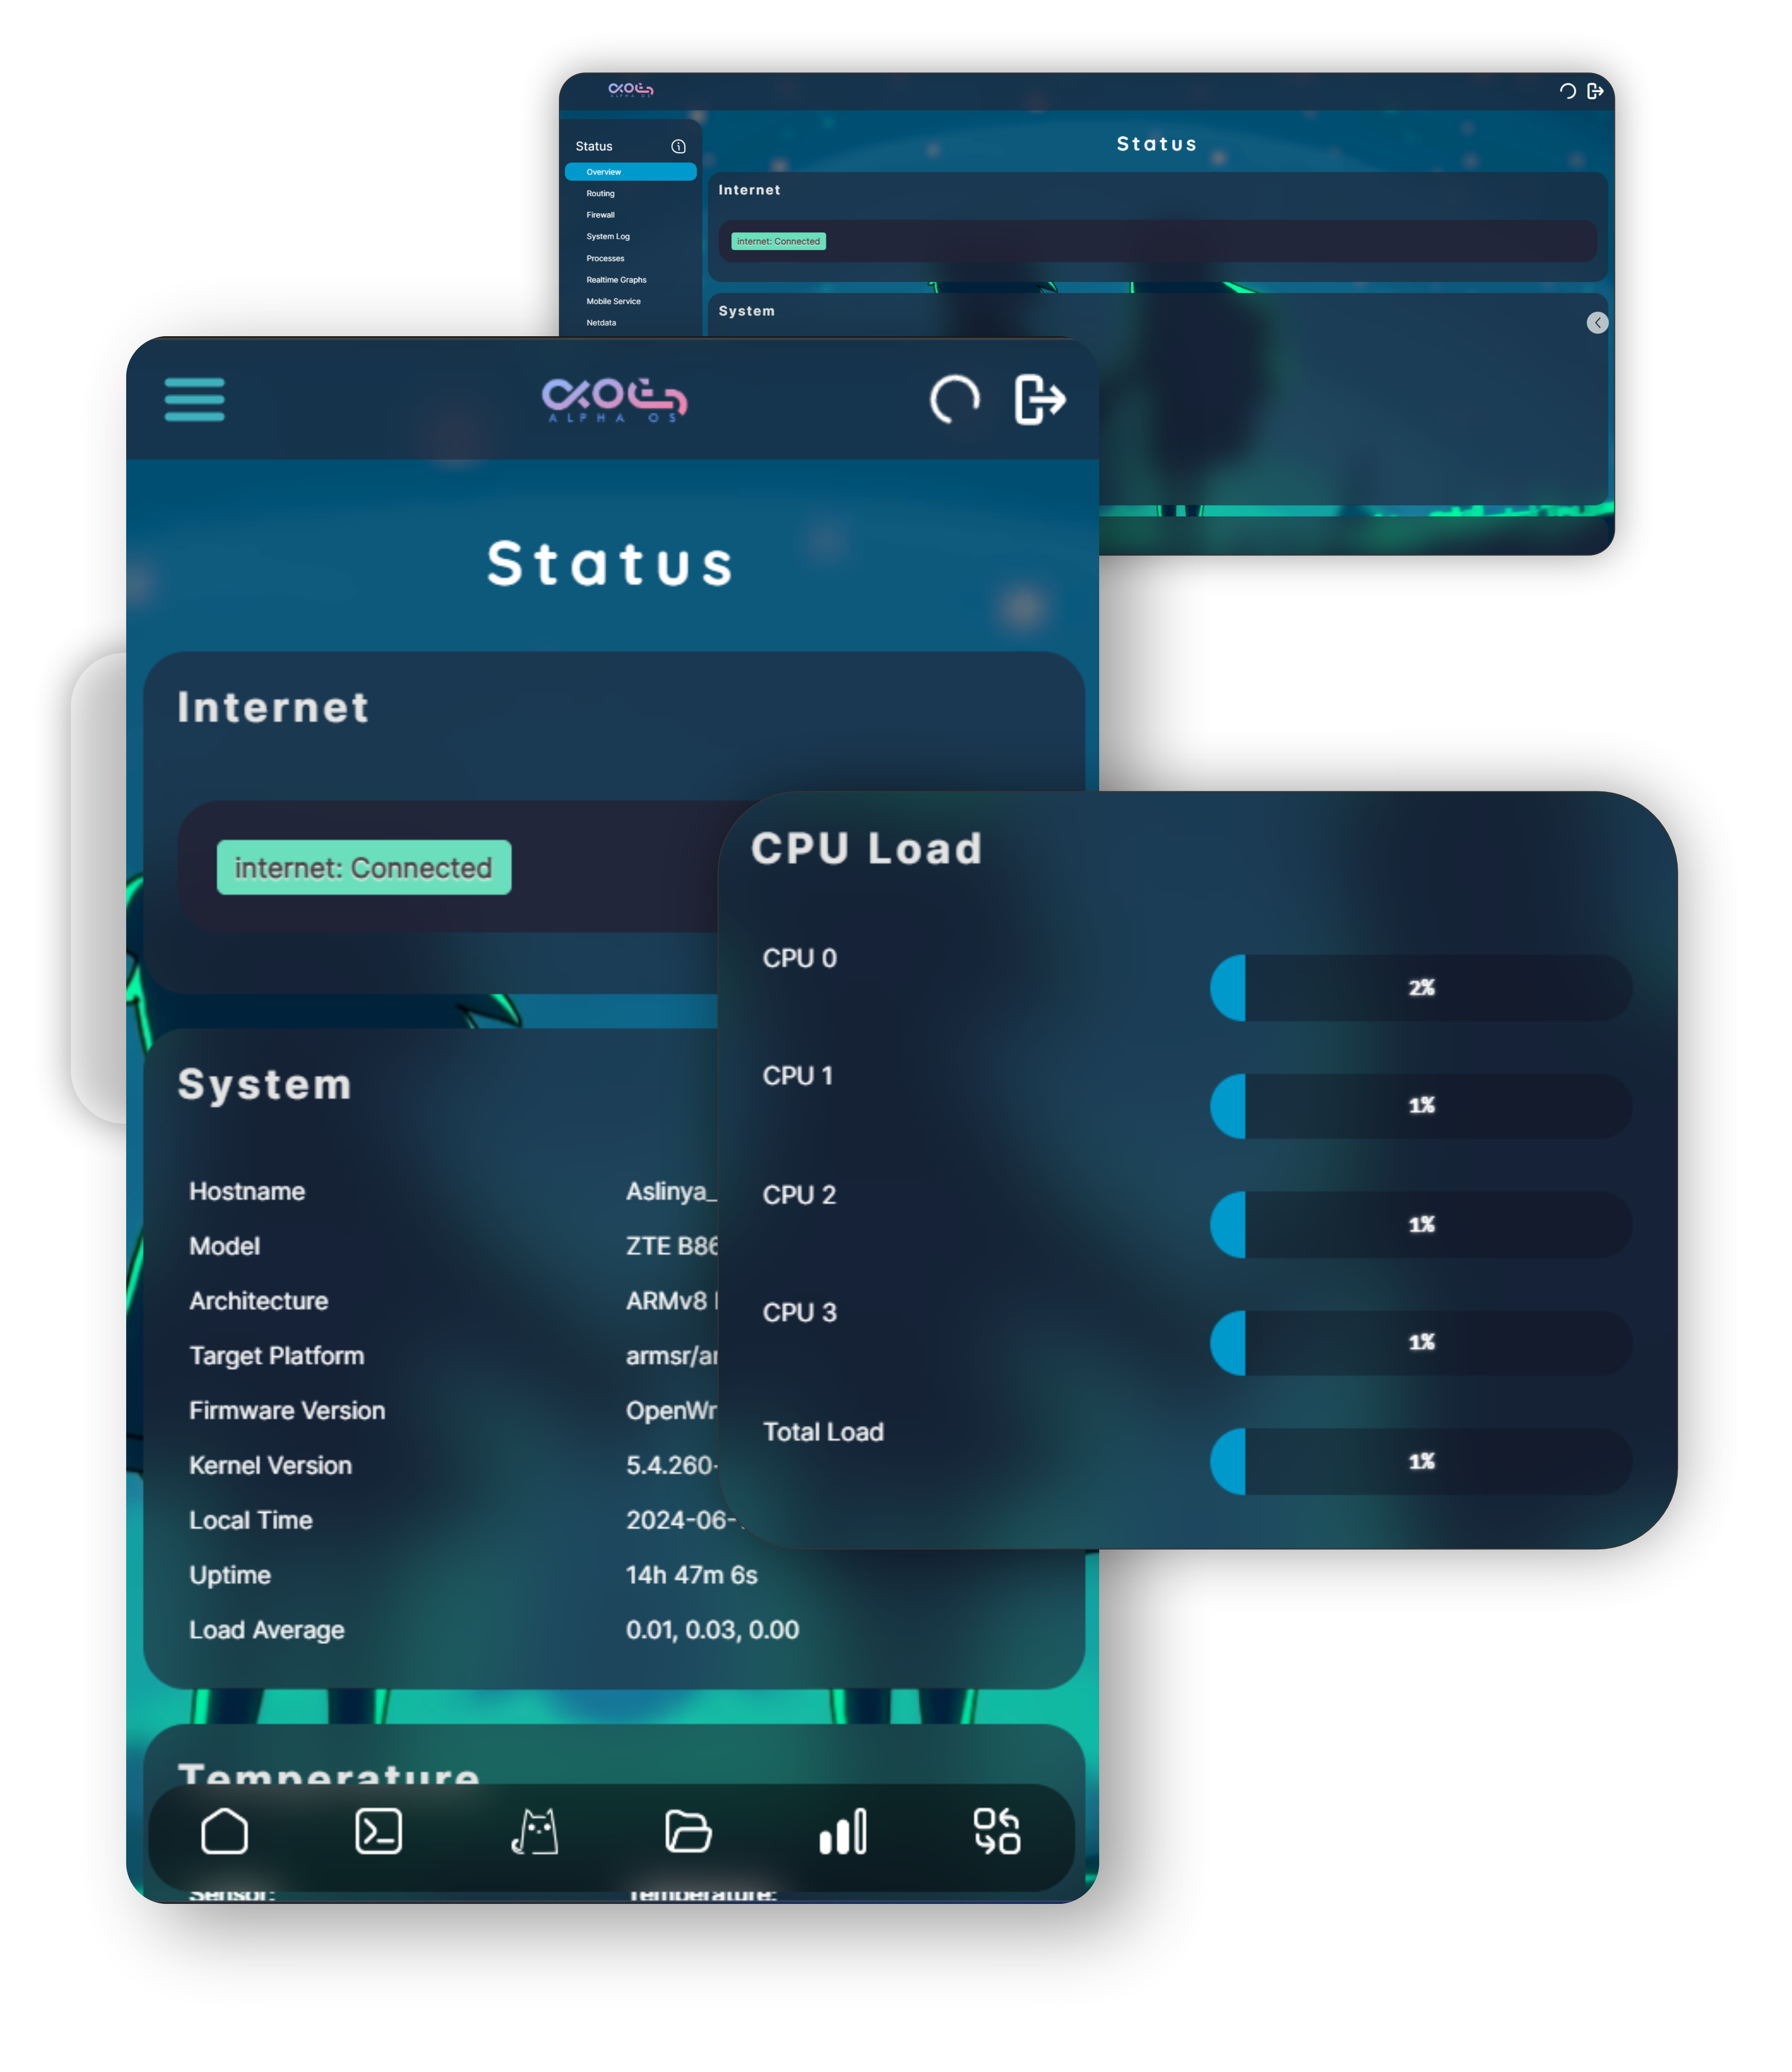 ALPHA OS
Status
Status
Overview
Routing
Firewall
System Log
Processes
Realtime Graphs
Mobile Service
Netdata
Internet
internet: Connected
System
ALPHA OS
Status
Internet
internet: Connected
System
Hostname Aslinya_
Model ZTE B86
Architecture ARMv8
Target Platform armsr/ar
Firmware Version OpenWr
Kernel Version 5.4.260-
Local Time 2024-06-
Uptime 14h 47m 6s
Load Average 0.01, 0.03, 0.00
Temperature
Sensor: Temperature:
CPU Load
CPU 0 2%
CPU 1 1%
CPU 2 1%
CPU 3 1%
Total Load 1%